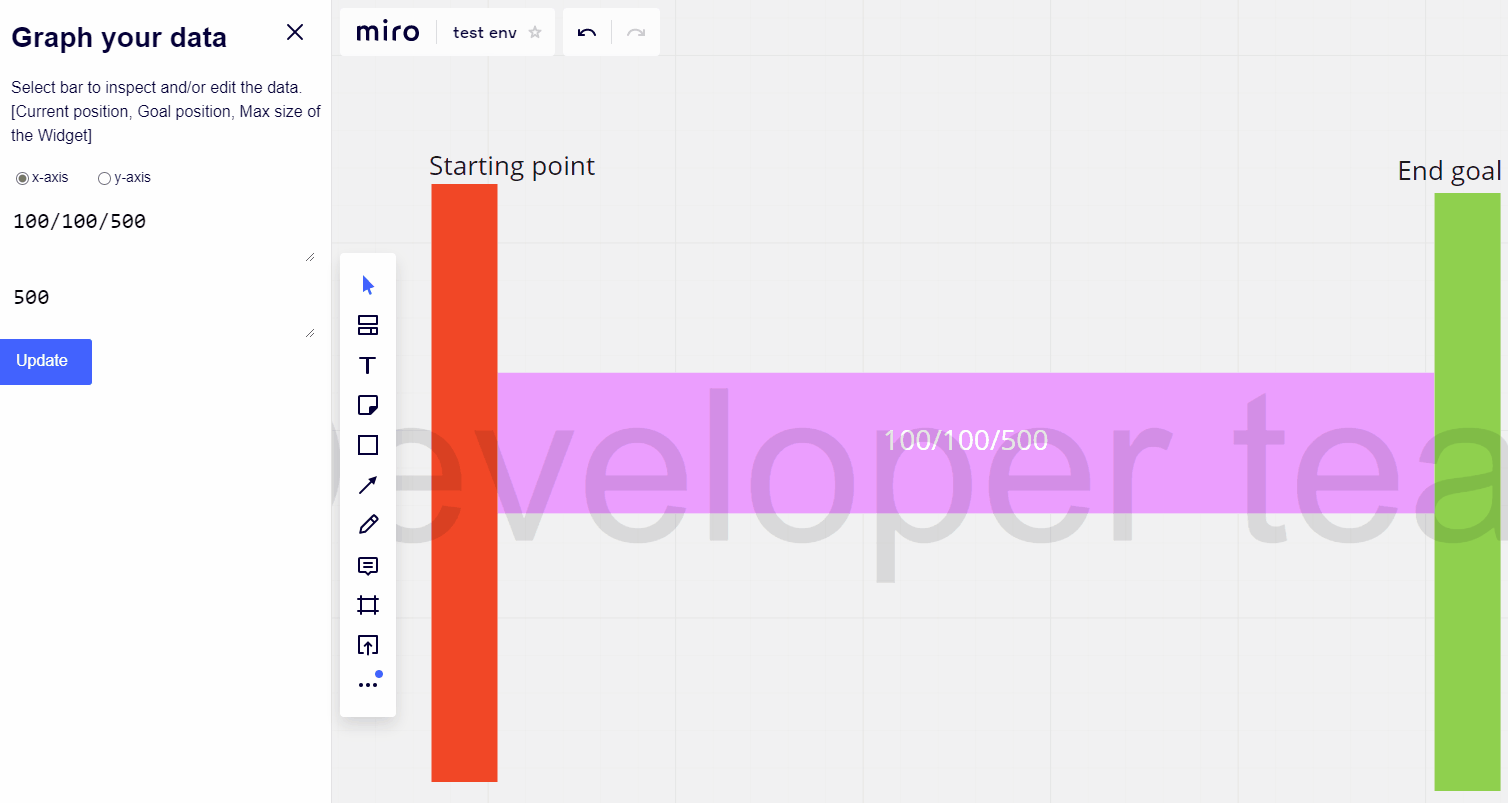 Graph your data
Select bar to inspect and/or edit the data.
[Current position, Goal position, Max size of
the Widget]
x-axis y-axis
100/100/500
500
Update
miro test env
Starting point
End goal
100/100/500
Developer tea